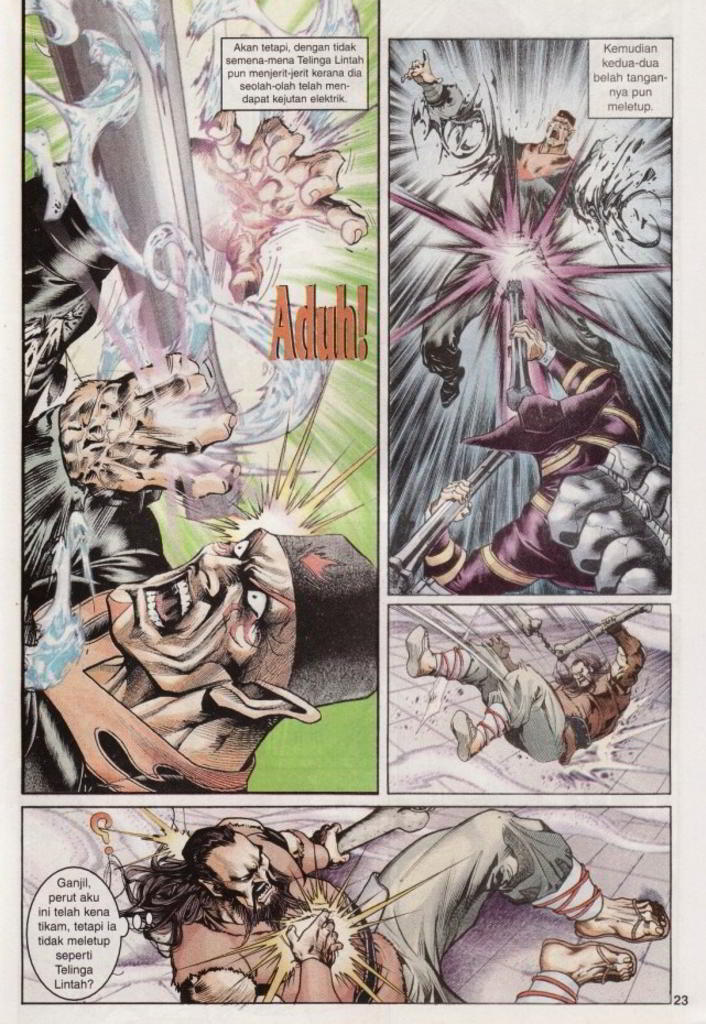 Akan tetapi, dengan tidak
semena-mena Telinga Lintah
pun menjerit-jerit kerana dia
seolah-olah telah men-
dapat kejutan elektrik.
Kemudian
kedua-dua
belah tangan-
nya pun
meletup.
Aduh!
?
Ganjil,
perut aku
ini telah kena
tikam, tetapi ia
tidak meletup
seperti
Telinga
Lintah?
23